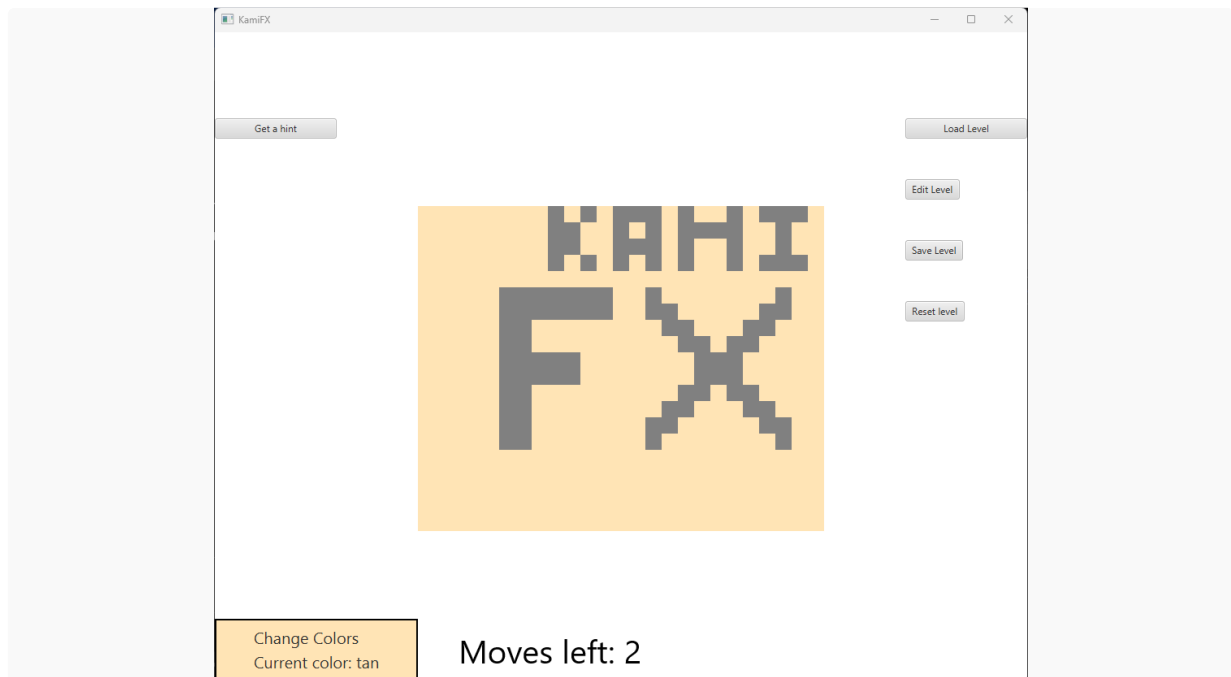 KamiFX
Get a hint
Load Level
Edit Level
Save Level
Reset level
KAMI
FX
Change Colors
Current color: tan
Moves left: 2